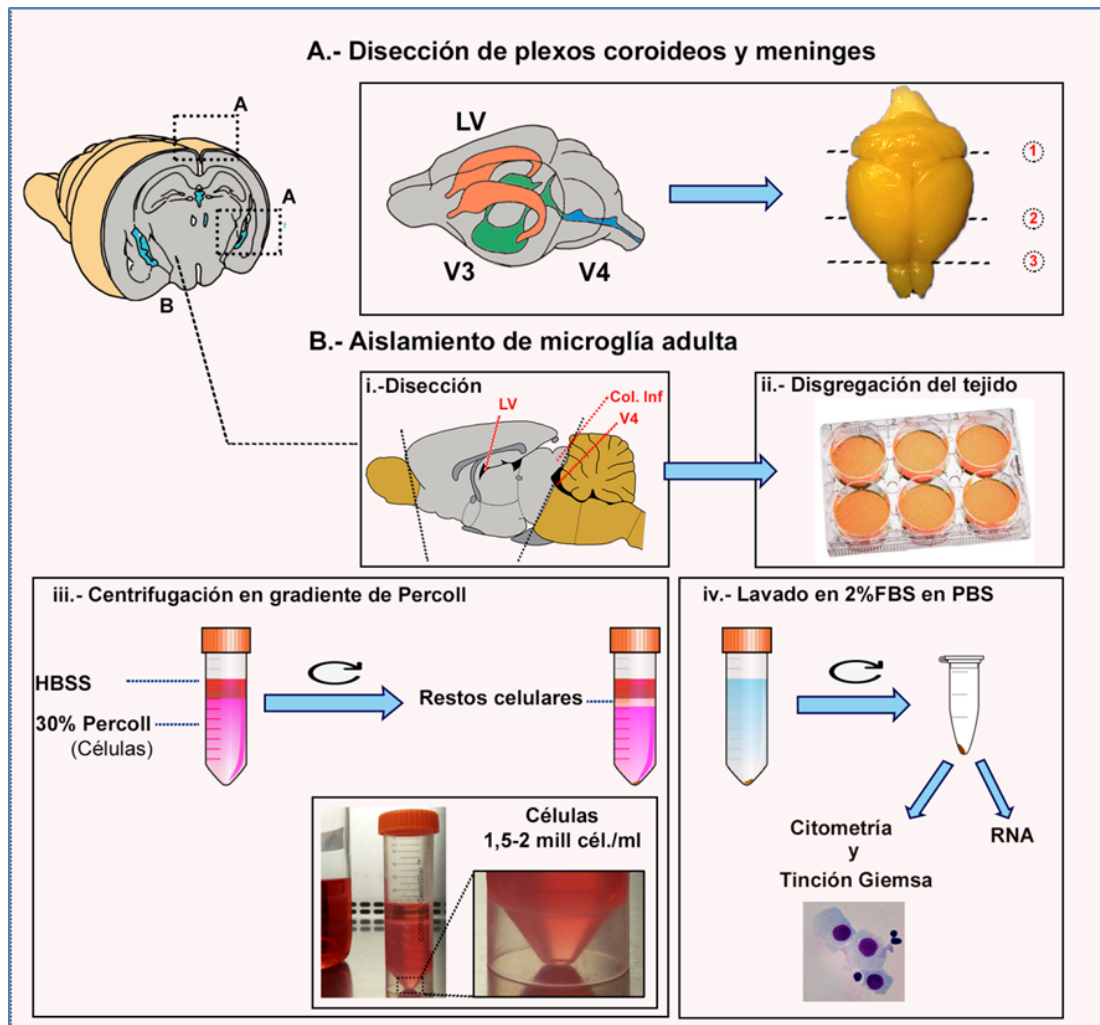 A.- Disección de plexos coroideos y meninges
A
A
B
LV
V3
V4
1
2
3
B.- Aislamiento de microglía adulta
i.-Disección
LV
Col. Inf
V4
ii.- Disgregación del tejido
iii.- Centrifugación en gradiente de Percoll
HBSS
30% Percoll
(Células)
Restos celulares
Células
1,5-2 mill cél./ml
iv.- Lavado en 2%FBS en PBS
Citometría
y
Tinción Giemsa
RNA